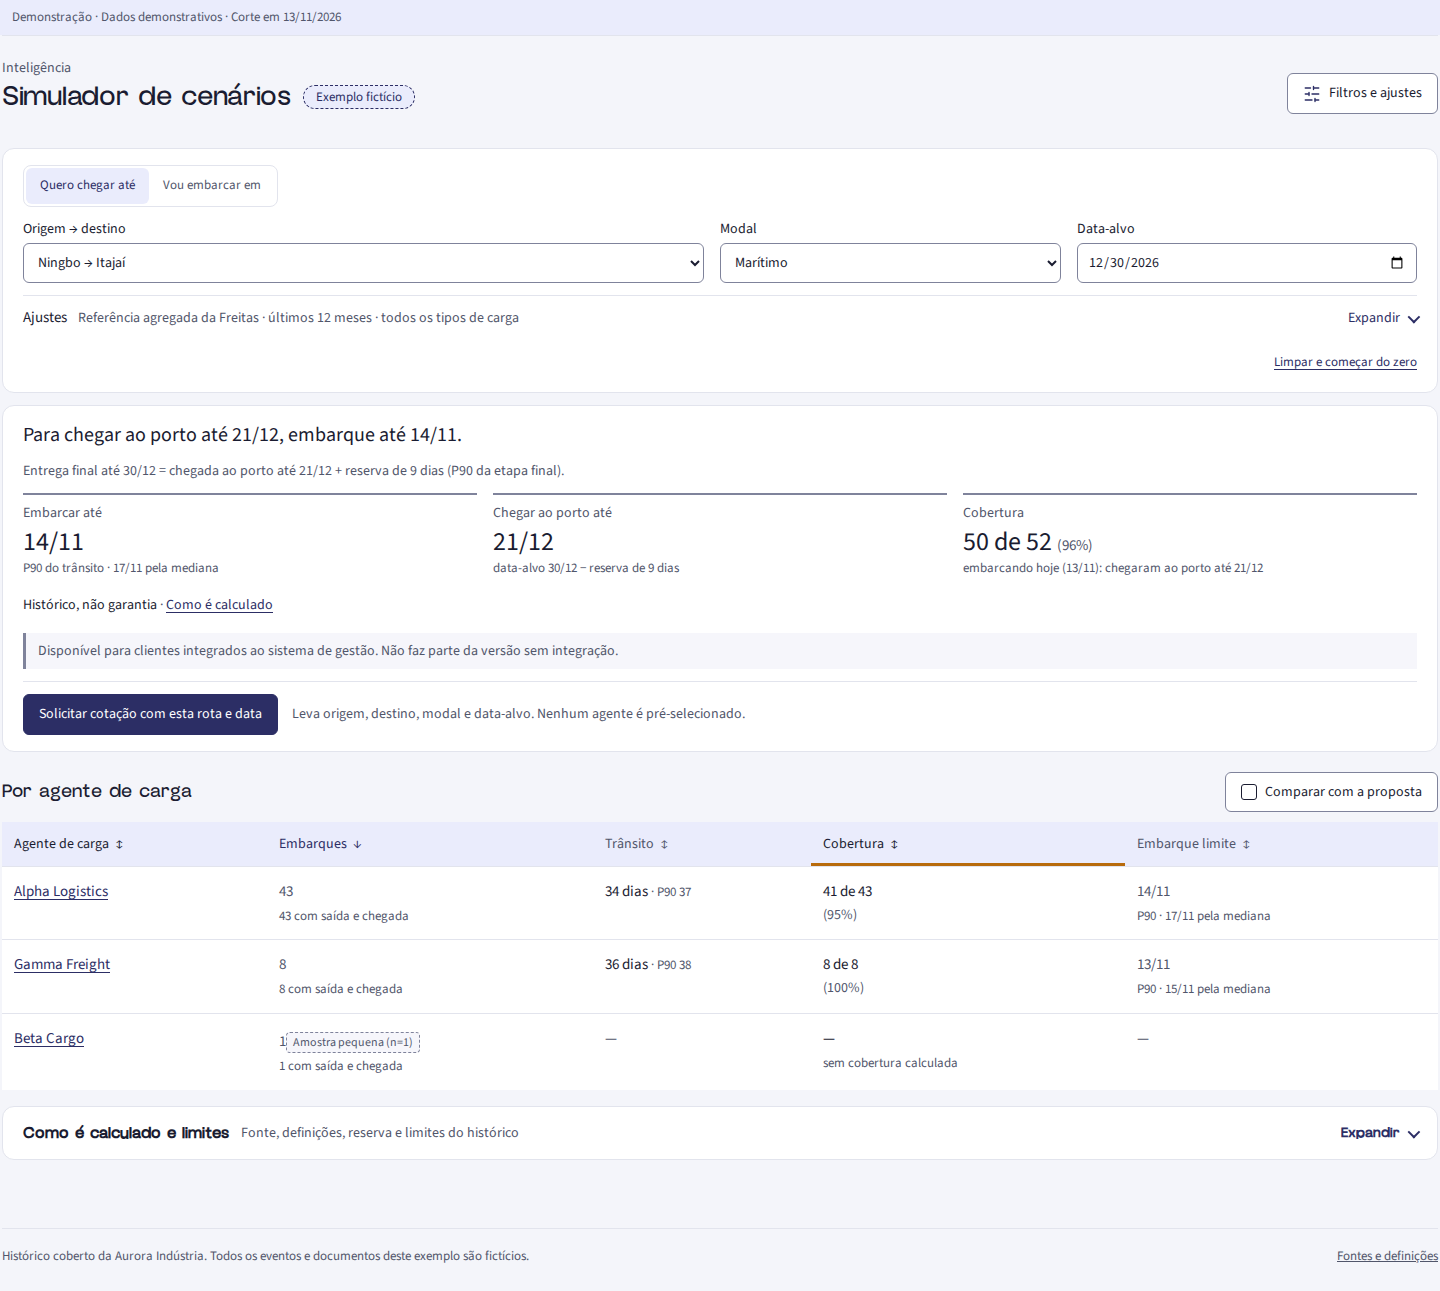 Demonstração · Dados demonstrativos · Corte em 13/11/2026
Inteligência
Simulador de cenários
Exemplo fictício
Filtros e ajustes
Quero chegar até
Vou embarcar em
Origem → destino
Modal
Data-alvo
Ningbo → Itajaí
Marítimo
12/30/2026
Ajustes
Referência agregada da Freitas · últimos 12 meses · todos os tipos de carga
Expandir
Limpar e começar do zero
Para chegar ao porto até 21/12, embarque até 14/11.
Entrega final até 30/12 = chegada ao porto até 21/12 + reserva de 9 dias (P90 da etapa final).
Embarcar até
14/11
P90 do trânsito · 17/11 pela mediana
Chegar ao porto até
21/12
data-alvo 30/12 − reserva de 9 dias
Cobertura
50 de 52 (96%)
embarcando hoje (13/11): chegaram ao porto até 21/12
Histórico, não garantia · Como é calculado
Disponível para clientes integrados ao sistema de gestão. Não faz parte da versão sem integração.
Solicitar cotação com esta rota e data
Leva origem, destino, modal e data-alvo. Nenhum agente é pré-selecionado.
Por agente de carga
Comparar com a proposta
Agente de carga ↕ Embarques ↓ Trânsito ↕ Cobertura ↕ Embarque limite ↕
Alpha Logistics 43 34 dias · P90 37 41 de 43 14/11
43 com saída e chegada (95%) P90 · 17/11 pela mediana
Gamma Freight 8 36 dias · P90 38 8 de 8 13/11
8 com saída e chegada (100%) P90 · 15/11 pela mediana
Beta Cargo 1 Amostra pequena (n=1) — — —
1 com saída e chegada sem cobertura calculada
Como é calculado e limites
Fonte, definições, reserva e limites do histórico
Expandir
Histórico coberto da Aurora Indústria. Todos os eventos e documentos deste exemplo são fictícios.
Fontes e definições